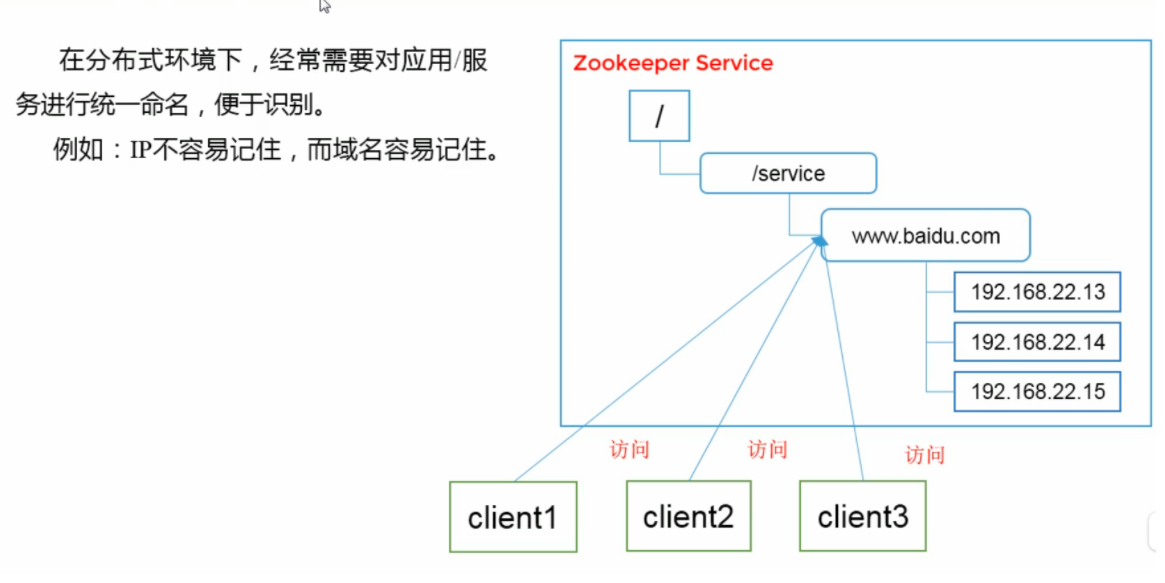 在分布式环境下，经常需要对应用/服
务进行统一命名，便于识别。
例如：IP不容易记住，而域名容易记住。
Zookeeper Service
/
/service
www.baidu.com
192.168.22.13
192.168.22.14
192.168.22.15
访问
访问
访问
client1
client2
client3